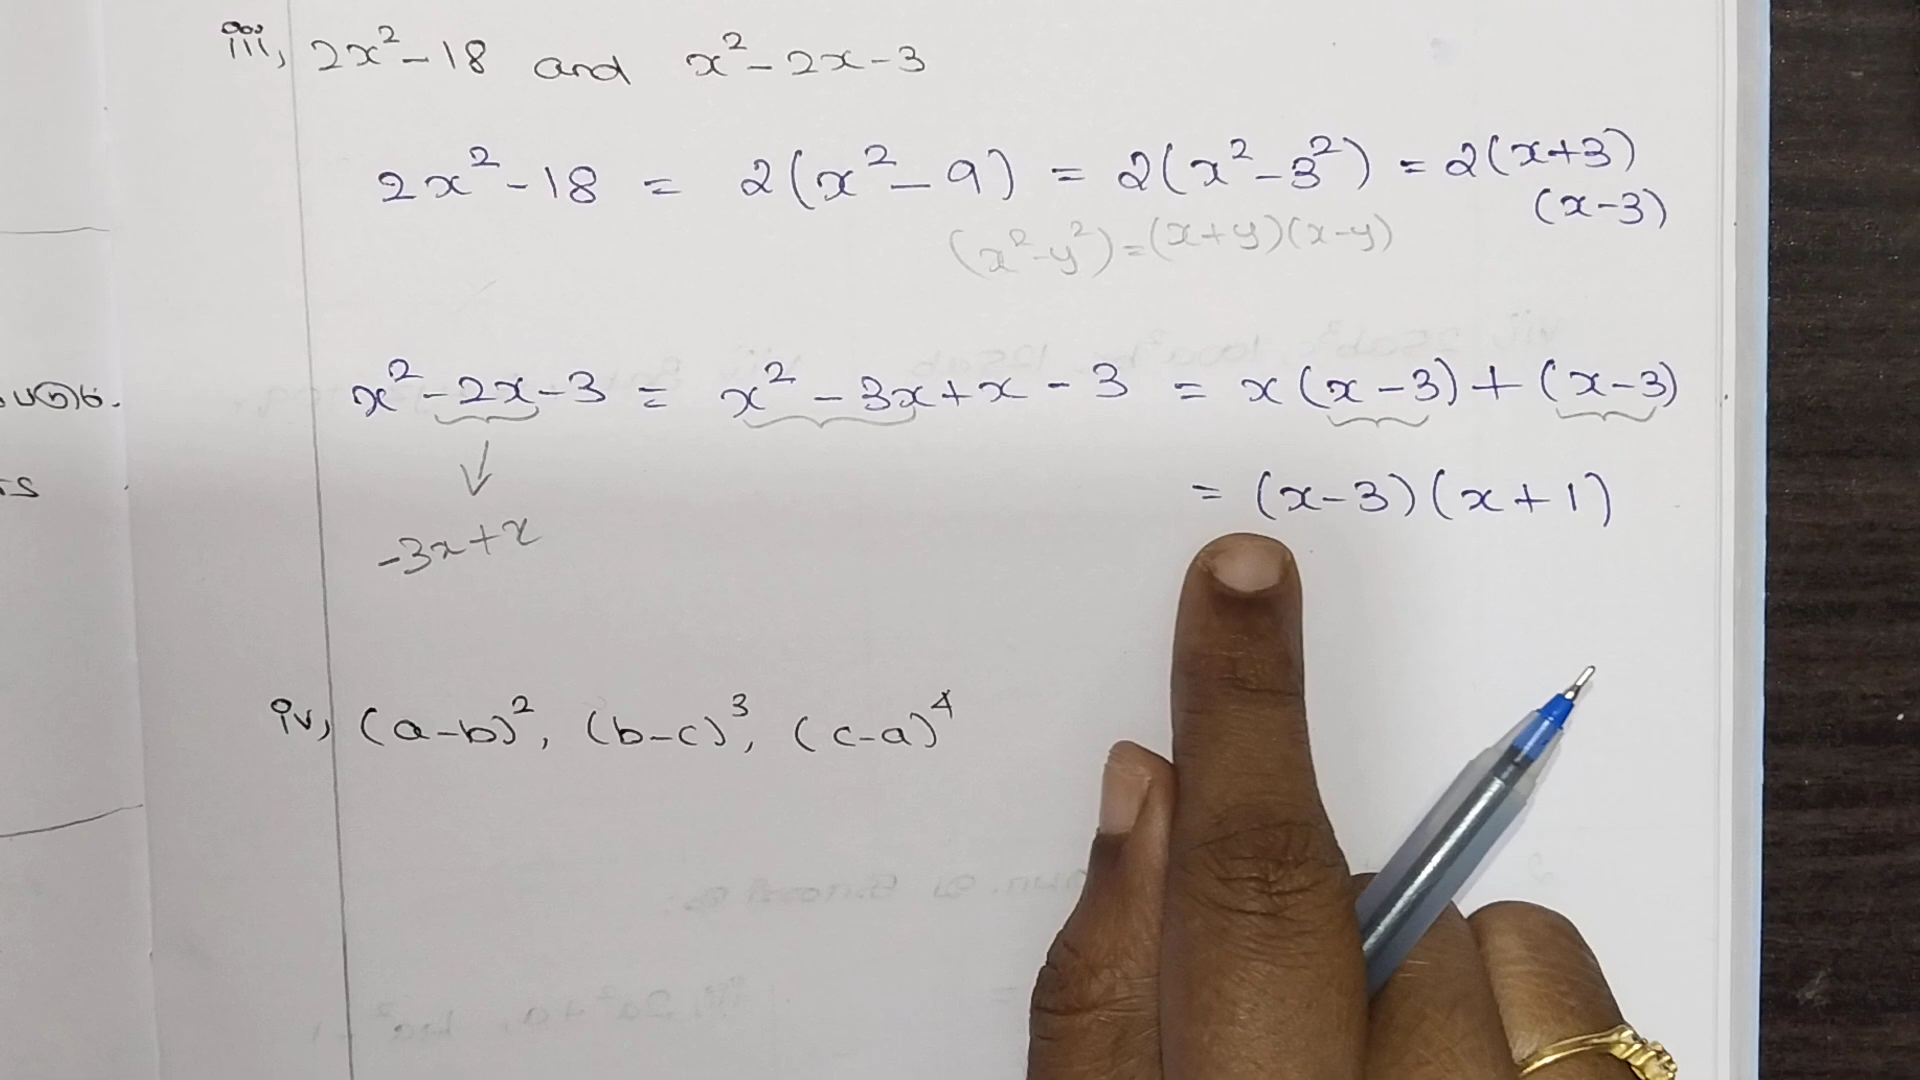 iii, 2x² - 18 and x² - 2x - 3
2x² - 18 = 2(x² - 9) = 2(x² - 3²) = 2(x+3)
(x-3)
(x² - y²) = (x+y)(x-y)
x² - 2x - 3 = x² - 3x + x - 3 = x(x-3) + (x-3)
= (x-3)(x+1)
-3x+x
iv, (a-b)², (b-c)³, (c-a)⁴